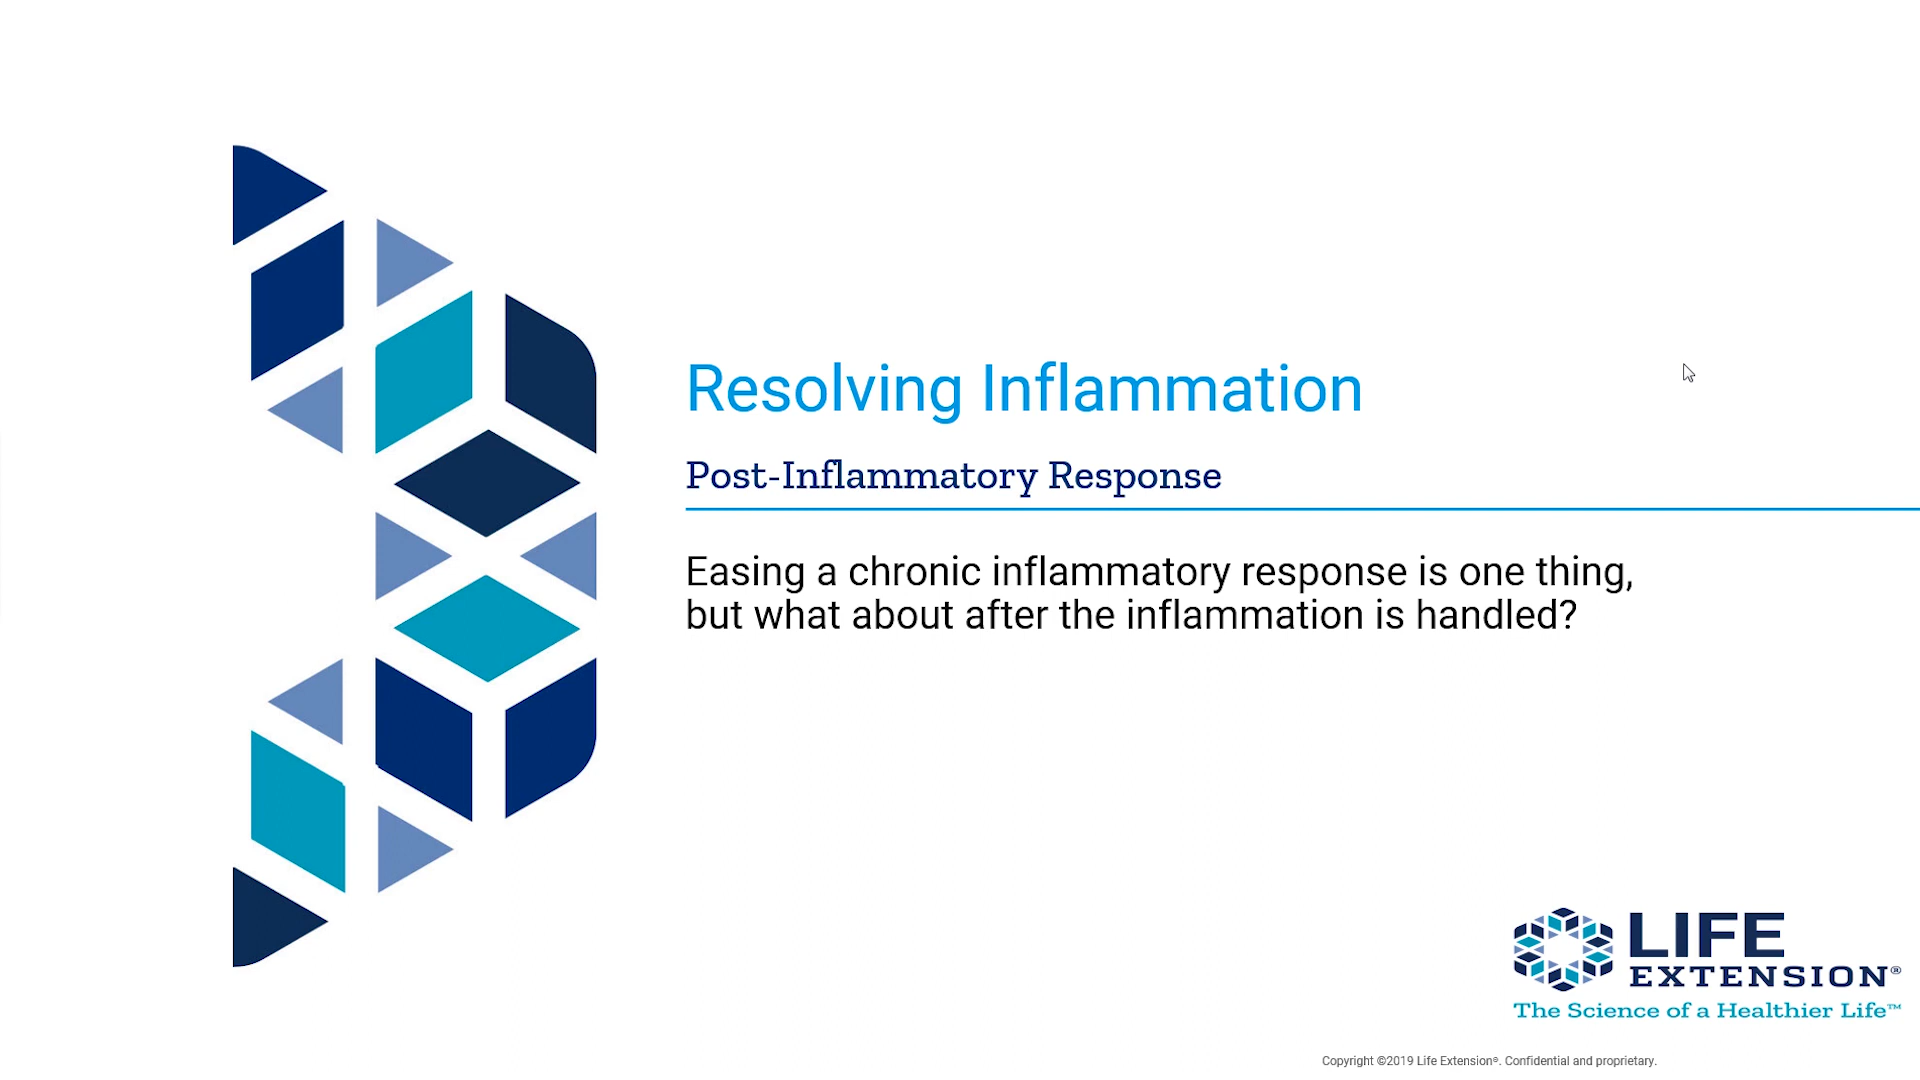 Resolving Inflammation
Post-Inflammatory Response
Easing a chronic inflammatory response is one thing,
but what about after the inflammation is handled?
LIFE
EXTENSION®
The Science of a Healthier Life™
Copyright ©2019 Life Extension®. Confidential and proprietary.